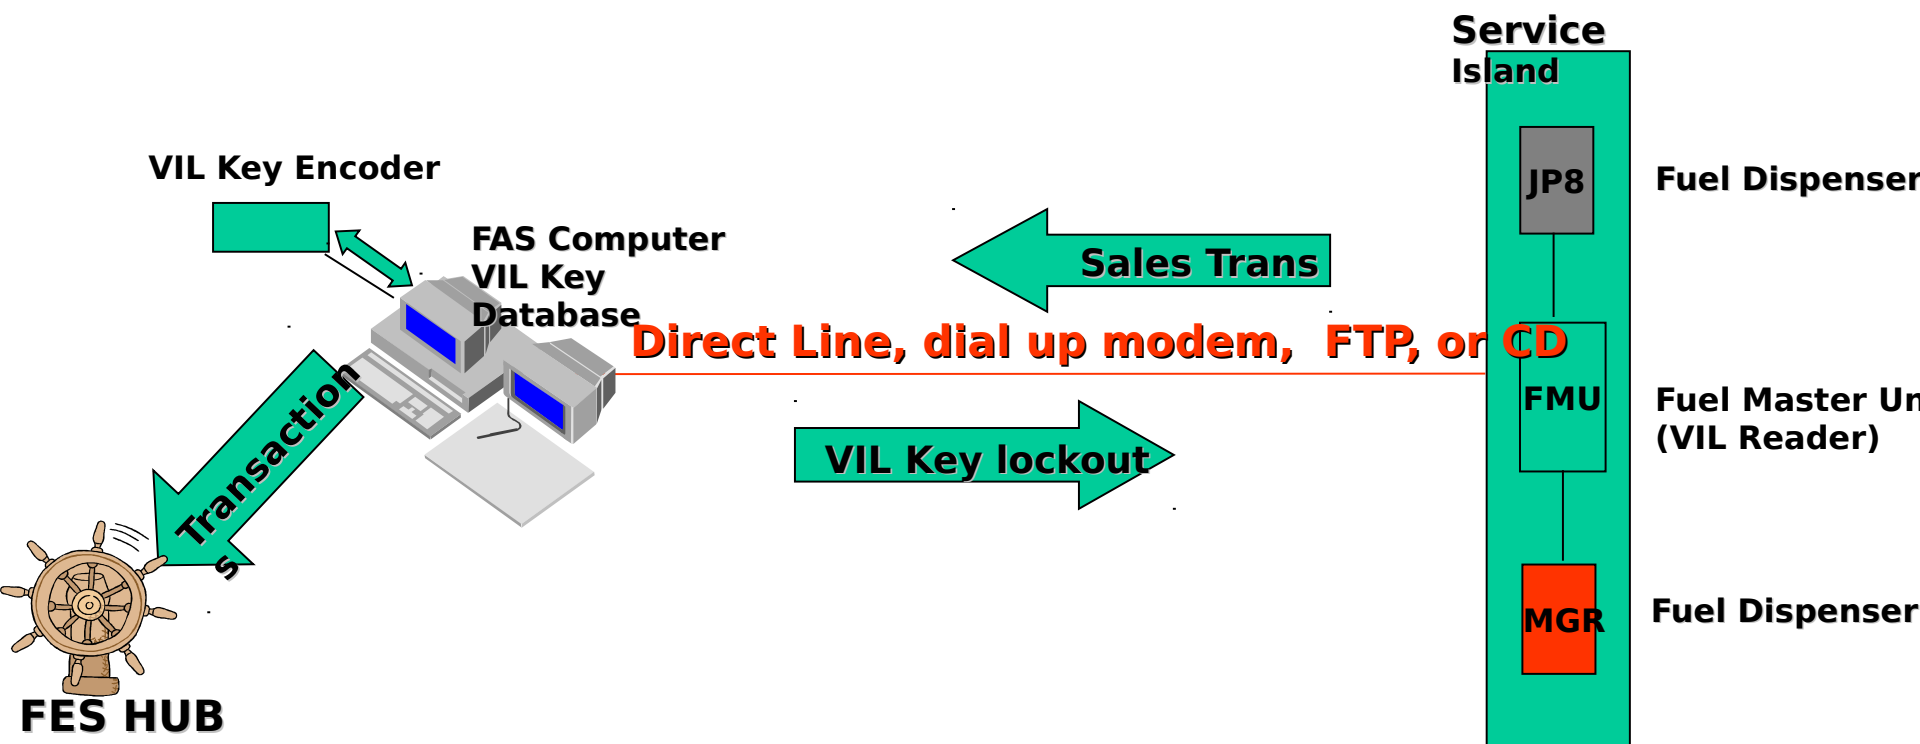 Service
Island
VIL Key Encoder
JP8
Fuel Dispenser
FAS Computer
VIL Key
Database
Sales Trans
Direct Line, dial up modem,  FTP, or CD
Transaction
s
FMU
Fuel Master Un
(VIL Reader)
VIL Key lockout
MGR
Fuel Dispenser
FES HUB